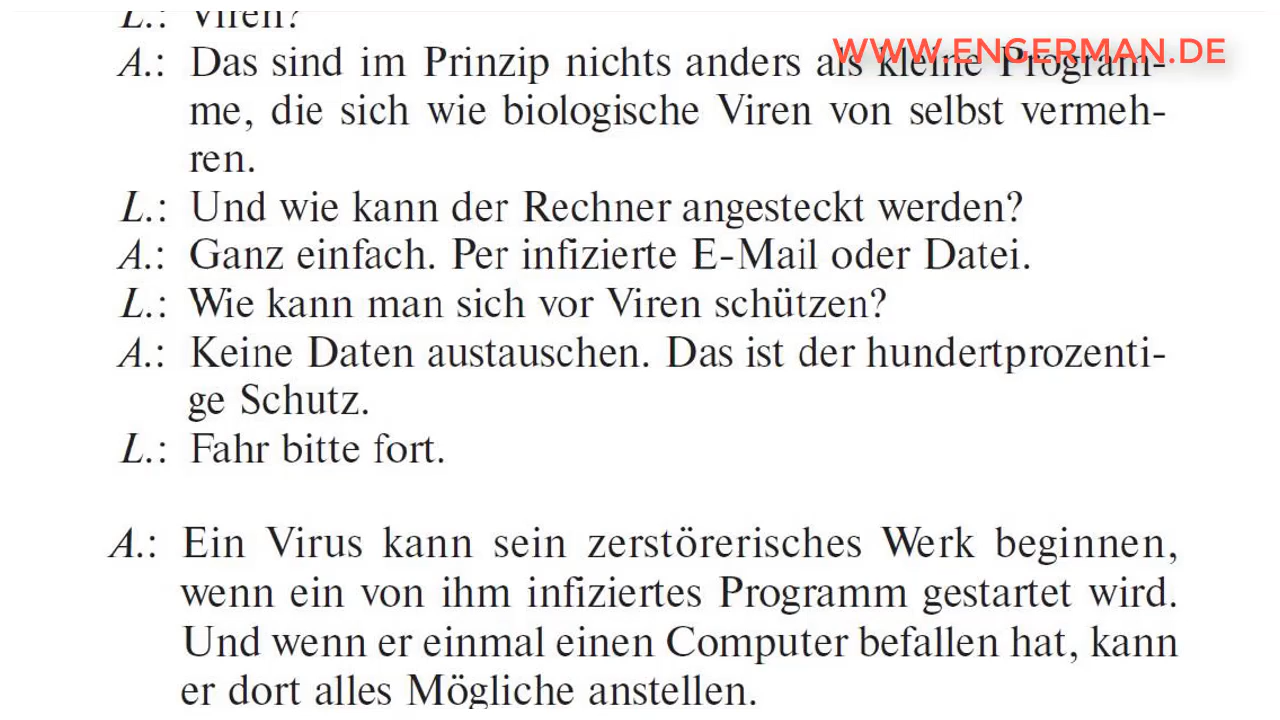 L.: Viren?
WWW.ENGERMAN.DE
A.: Das sind im Prinzip nichts anders als kleine Program-
me, die sich wie biologische Viren von selbst vermeh-
ren.
L.: Und wie kann der Rechner angesteckt werden?
A.: Ganz einfach. Per infizierte E-Mail oder Datei.
L.: Wie kann man sich vor Viren schützen?
A.: Keine Daten austauschen. Das ist der hundertprozenti-
ge Schutz.
L.: Fahr bitte fort.
A.: Ein Virus kann sein zerstörerisches Werk beginnen,
wenn ein von ihm infiziertes Programm gestartet wird.
Und wenn er einmal einen Computer befallen hat, kann
er dort alles Mögliche anstellen.